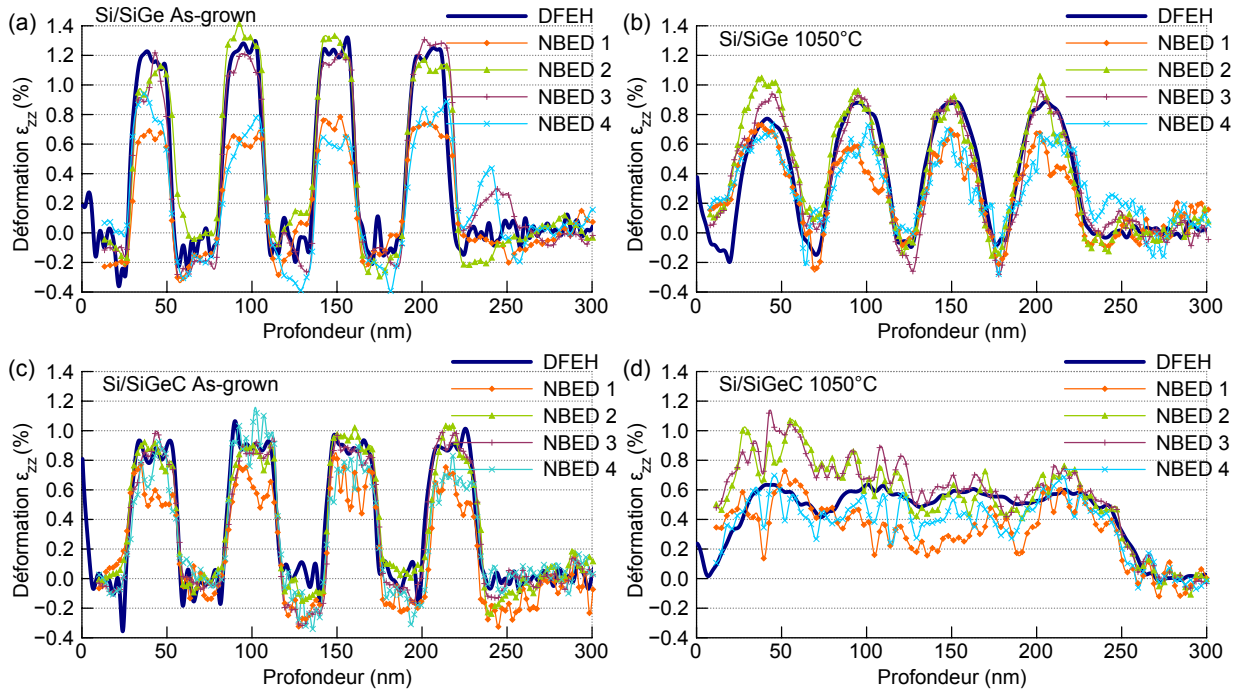 (a)
Si/SiGe As-grown
DFEH
NBED 1
NBED 2
NBED 3
NBED 4
Déformation εzz(%)
1.4
1.2
1.0
0.8
0.6
0.4
0.2
0.0
−0.2
−0.4
0 50 100 150 200 250 300
Profondeur (nm)
(b)
Si/SiGe 1050°C
DFEH
NBED 1
NBED 2
NBED 3
NBED 4
Déformation εzz(%)
1.4
1.2
1.0
0.8
0.6
0.4
0.2
0.0
−0.2
−0.4
0 50 100 150 200 250 300
Profondeur (nm)
(c)
Si/SiGeC As-grown
DFEH
NBED 1
NBED 2
NBED 3
NBED 4
Déformation εzz(%)
1.4
1.2
1.0
0.8
0.6
0.4
0.2
0.0
−0.2
−0.4
0 50 100 150 200 250 300
Profondeur (nm)
(d)
Si/SiGeC 1050°C
DFEH
NBED 1
NBED 2
NBED 3
NBED 4
Déformation εzz(%)
1.4
1.2
1.0
0.8
0.6
0.4
0.2
0.0
−0.2
−0.4
0 50 100 150 200 250 300
Profondeur (nm)